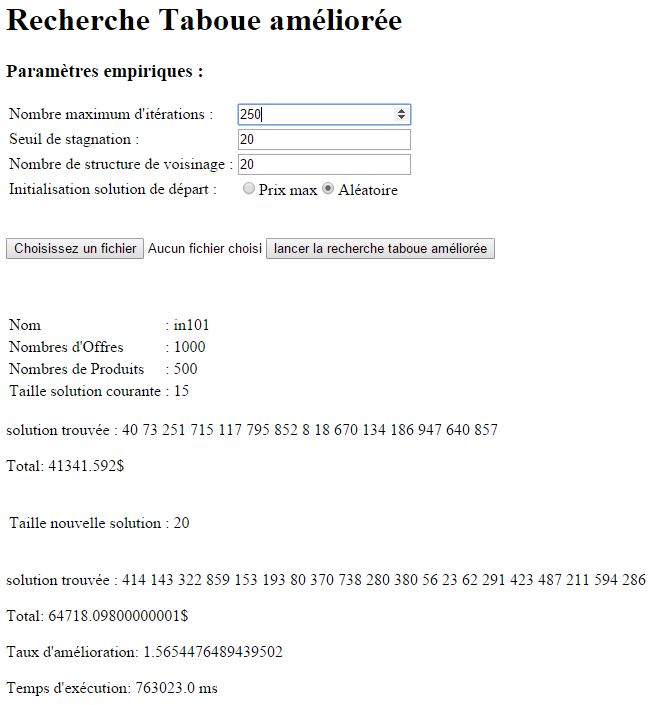 Recherche Taboue améliorée
Paramètres empiriques :
Nombre maximum d'itérations : 250
Seuil de stagnation : 20
Nombre de structure de voisinage : 20
Initialisation solution de départ : Prix max Aléatoire
Choisissez un fichier Aucun fichier choisi lancer la recherche taboue améliorée
Nom : in101
Nombres d'Offres : 1000
Nombres de Produits : 500
Taille solution courante : 15
solution trouvée : 40 73 251 715 117 795 852 8 18 670 134 186 947 640 857
Total: 41341.592$
Taille nouvelle solution : 20
solution trouvée : 414 143 322 859 153 193 80 370 738 280 380 56 23 62 291 423 487 211 594 286
Total: 64718.09800000001$
Taux d'amélioration: 1.5654476489439502
Temps d'exécution: 763023.0 ms